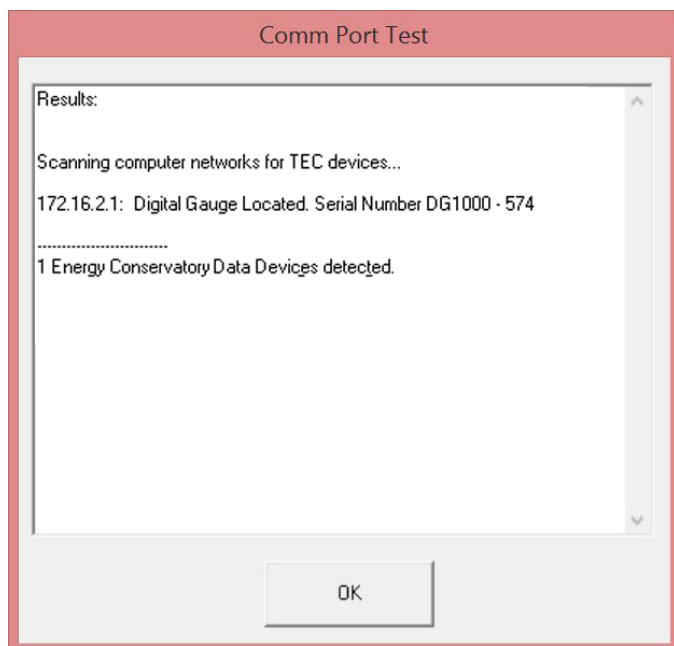 Comm Port Test
Results:
Scanning computer networks for TEC devices...
172.16.2.1:  Digital Gauge Located. Serial Number DG1000 - 574
---------------------------
1 Energy Conservatory Data Devices detected.
OK